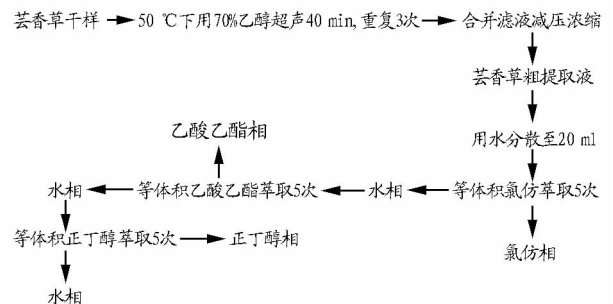 芸香草干样 50 ℃下用70%乙醇超声40 min,重复3次 合并滤液减压浓缩
芸香草粗提取液
乙酸乙酯相
用水分散至20 ml
水相 等体积乙酸乙酯萃取5次 水相 等体积氯仿萃取5次
等体积正丁醇萃取5次 正丁醇相
氯仿相
水相